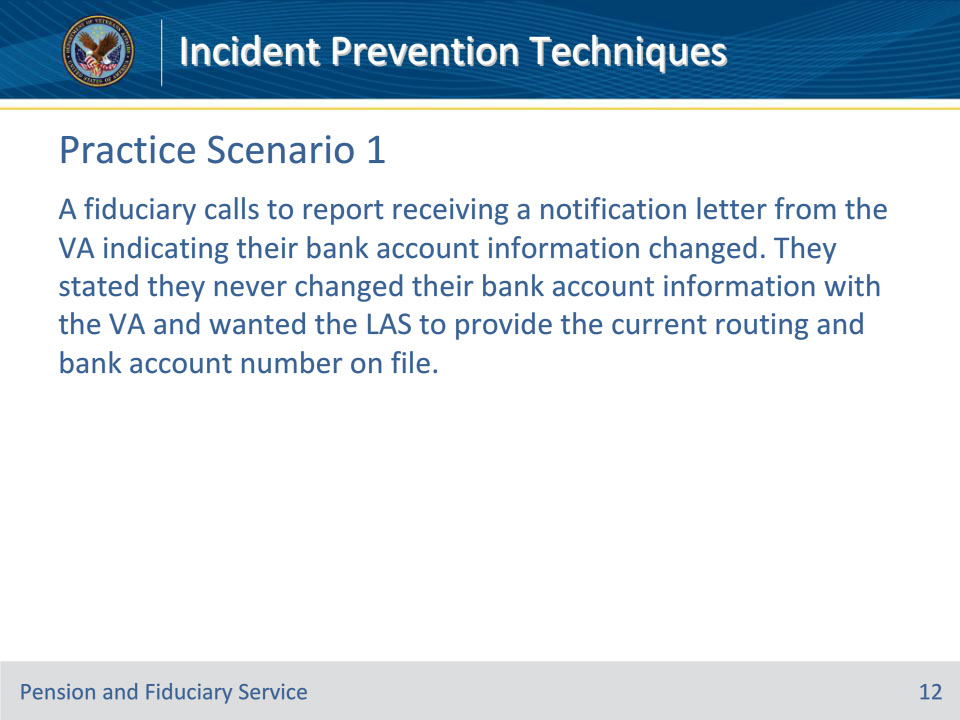 Incident Prevention Techniques
Practice Scenario 1
A fiduciary calls to report receiving a notification letter from the
VA indicating their bank account information changed. They
stated they never changed their bank account information with
the VA and wanted the LAS to provide the current routing and
bank account number on file.
Pension and Fiduciary Service
12